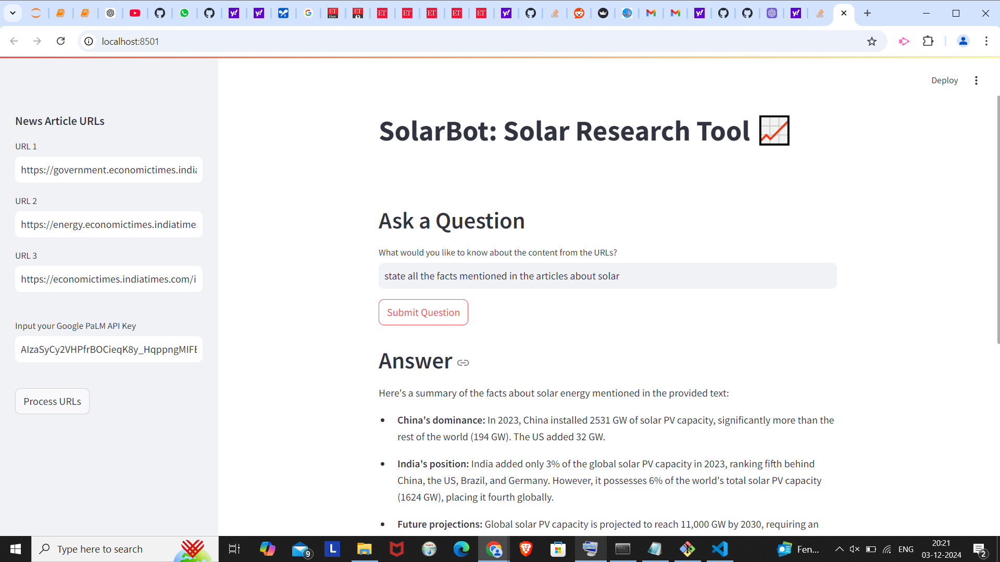 localhost:8501
Deploy
News Article URLs
URL 1
https://government.economictimes.india
URL 2
https://energy.economictimes.indiatimes
URL 3
https://economictimes.indiatimes.com/i
Input your Google PaLM API Key
AIzaSyCy2VHPfrBOCieqK8y_HqppngMIFE
Process URLs
SolarBot: Solar Research Tool
Ask a Question
What would you like to know about the content from the URLs?
state all the facts mentioned in the articles about solar
Submit Question
Answer
Here's a summary of the facts about solar energy mentioned in the provided text:
China's dominance: In 2023, China installed 2531 GW of solar PV capacity, significantly more than the
rest of the world (194 GW). The US added 32 GW.
India's position: India added only 3% of the global solar PV capacity in 2023, ranking fifth behind
China, the US, Brazil, and Germany. However, it possesses 6% of the world's total solar PV capacity
(1624 GW), placing it fourth globally.
Future projections: Global solar PV capacity is projected to reach 11,000 GW by 2030, requiring an
Type here to search
9
L
Fen...
ENG
20:21
03-12-2024
2